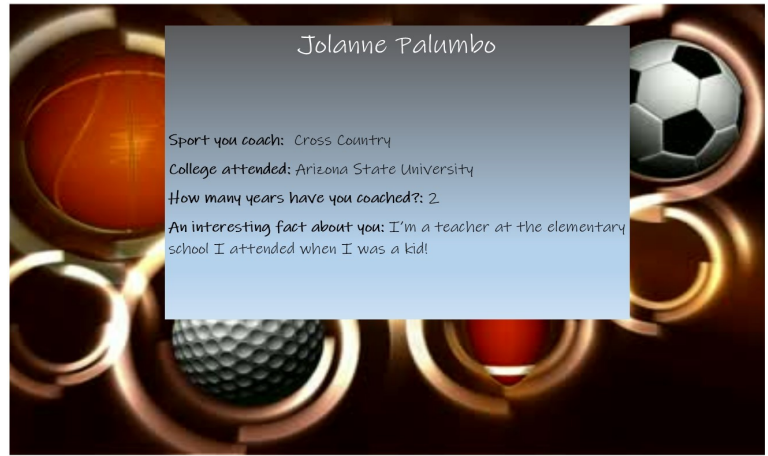 Jolanne Palumbo
Sport you coach: Cross Country
College attended: Arizona State University
How many years have you coached?: 2
An interesting fact about you: I'm a teacher at the elementary
school I attended when I was a kid!